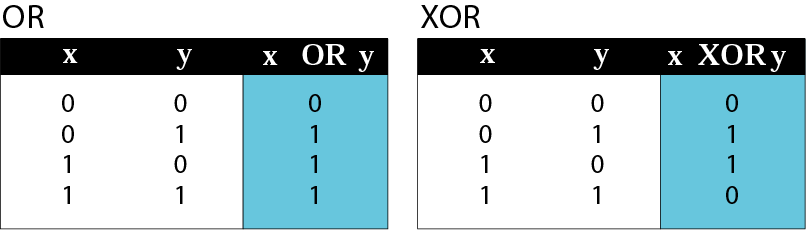 OR
x y x OR y
0 0 0
0 1 1
1 0 1
1 1 1
XOR
x y x XOR y
0 0 0
0 1 1
1 0 1
1 1 0